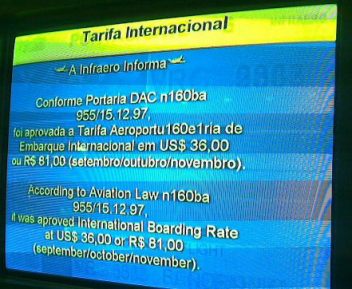 Tarifa Internacional
A Infraero Informa
Conforme Portaria DAC n160ba
955/15.12.97,
foi aprovada a Tarifa Aeroportu160e1ria de
Embarque Internacional em US$ 36,00
ou R$ 81,00 (setembro/outubro/novembro).
According to Aviation Law n160ba
955/15.12.97,
it was aproved International Boarding Rate
at US$ 36,00 or R$ 81,00
(september/october/november).